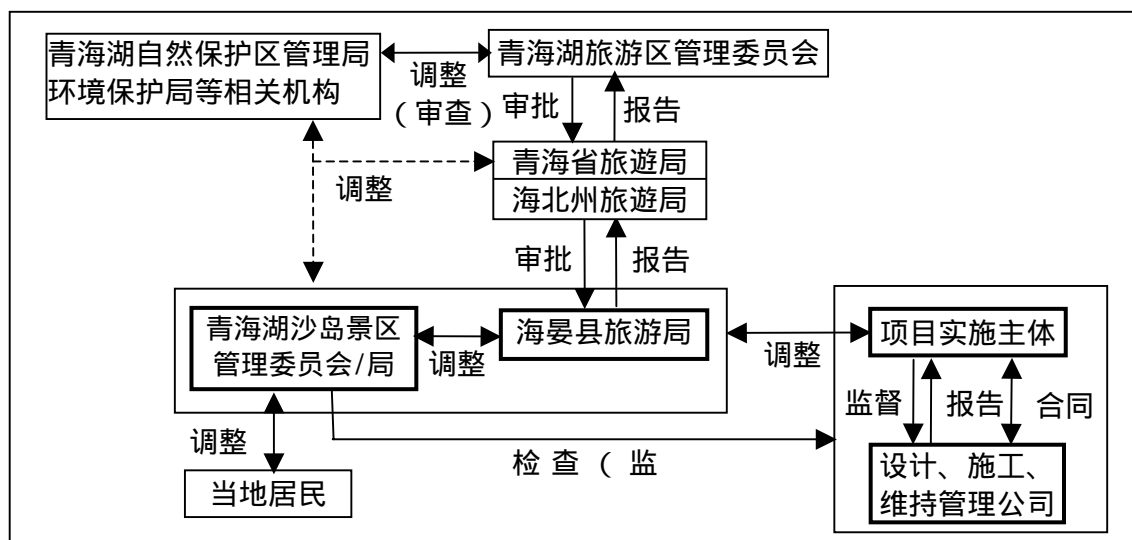 青海湖自然保护区管理局
环境保护局等相关机构
青海湖旅游区管理委员会
调整
（审查）
审批
报告
青海省旅遊局
海北州旅遊局
调整
审批
报告
青海湖沙岛景区
管理委员会/局
调整
海晏县旅游局
调整
项目实施主体
监督
报告
合同
调整
检查（监
设计、施工、
维持管理公司
当地居民